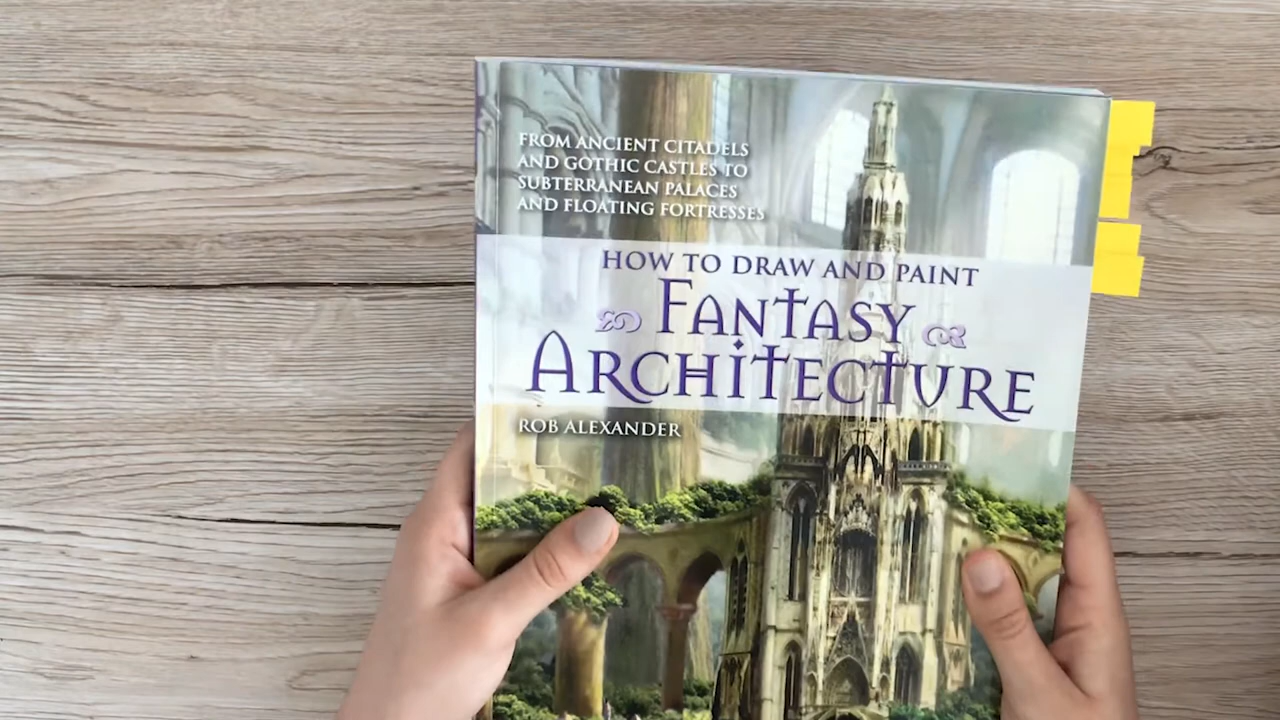 FROM ANCIENT CITADELS
AND GOTHIC CASTLES TO
SUBTERRANEAN PALACES
AND FLOATING FORTRESSES
HOW TO DRAW AND PAINT
FANTASY
ARCHITECTURE
ROB ALEXANDER